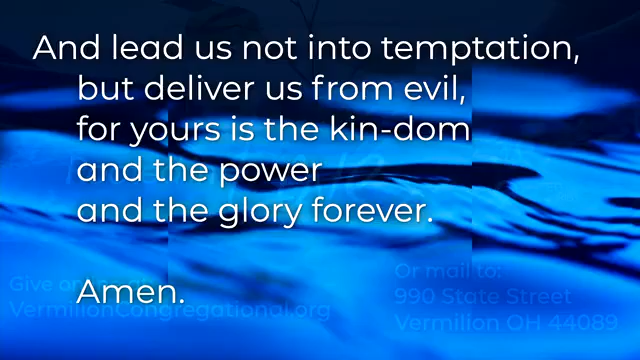 And lead us not into temptation,
but deliver us from evil,
for yours is the kin-dom
and the power
and the glory forever.
Amen.
Give
VermilionCongregational.org
Or mail to:
990 State Street
Vermilion OH 44089